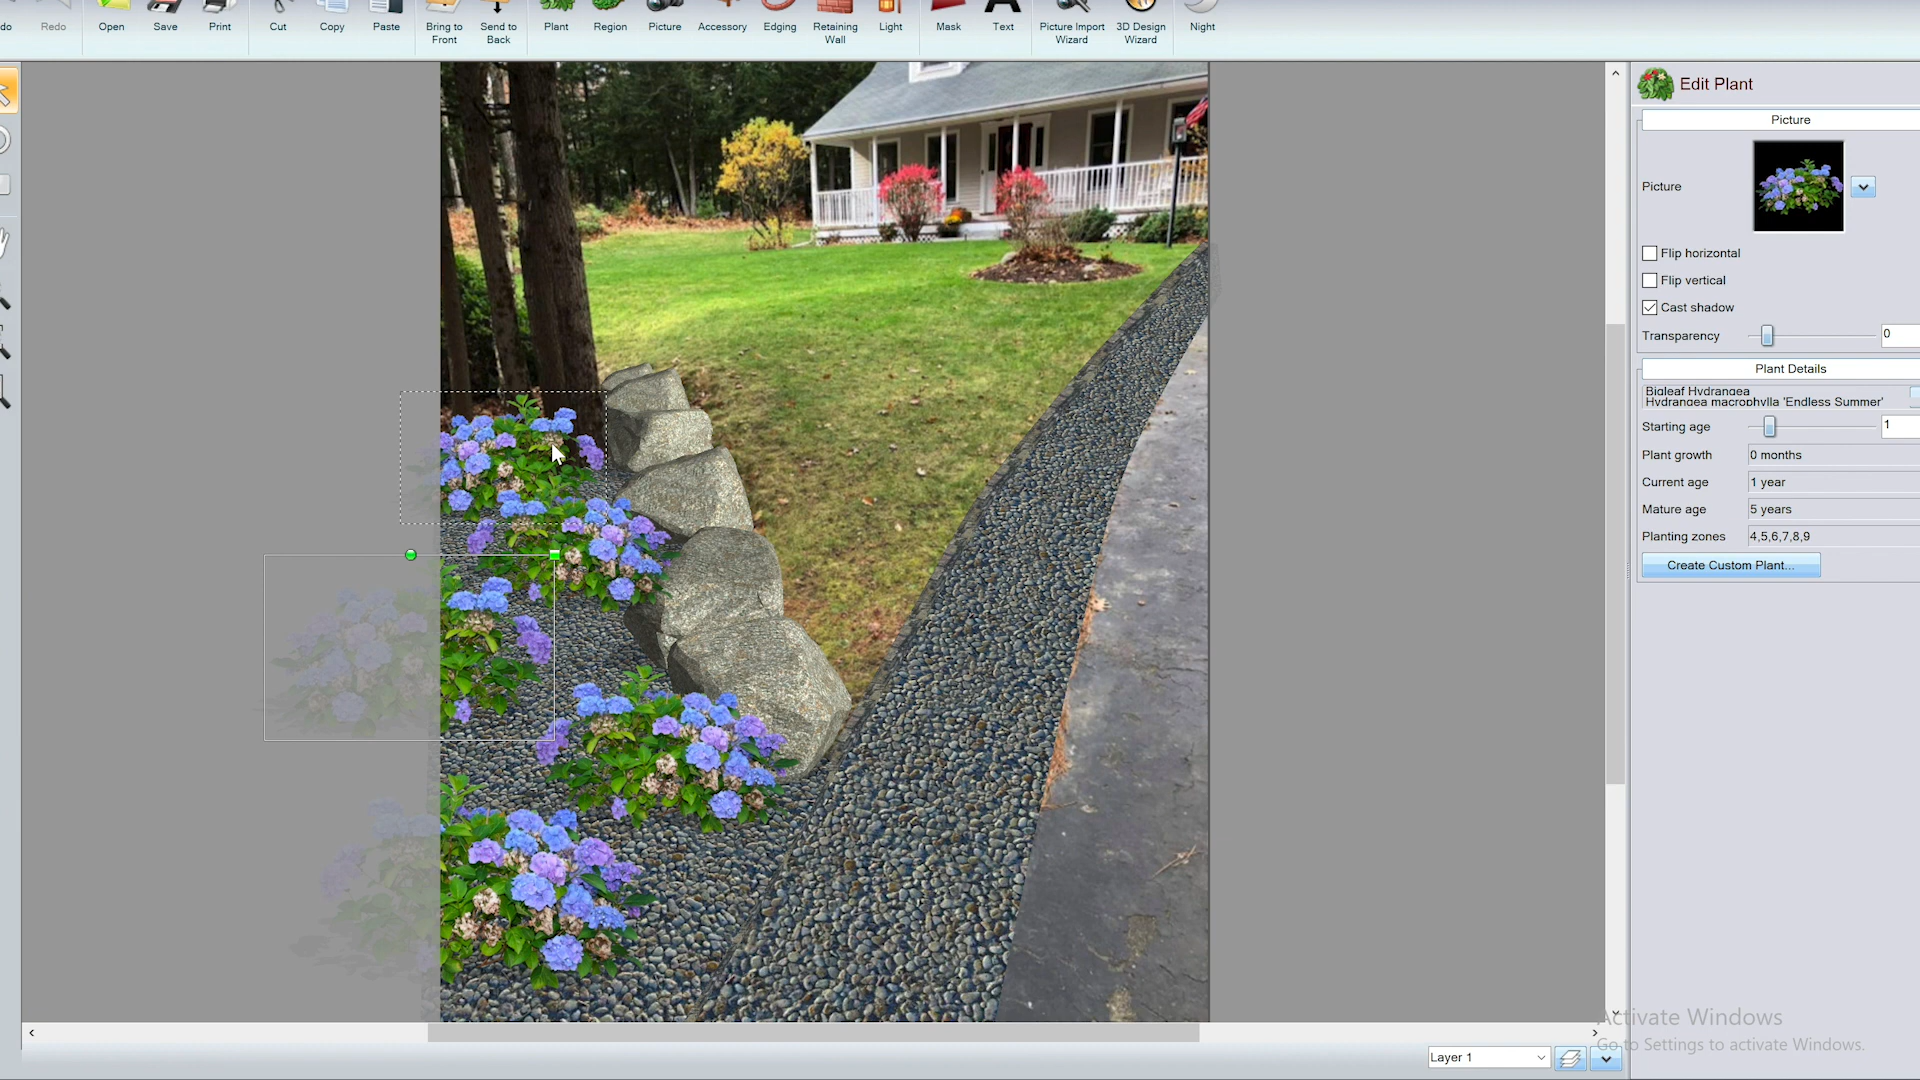 do Redo Open Save Print Cut Copy Paste Bring to Front Send to Back Plant Region Picture Accessory Edging Retaining Wall Light Mask Text Picture Import Wizard 3D Design Wizard Night
Edit Plant
Picture
Picture
Flip horizontal
Flip vertical
Cast shadow
Transparency 0
Plant Details
Bigleaf Hydrangea
Hydrangea macrophylla 'Endless Summer'
Starting age 1
Plant growth 0 months
Current age 1 year
Mature age 5 years
Planting zones 4,5,6,7,8,9
Create Custom Plant...
Activate Windows
Go to Settings to activate Windows.
Layer 1